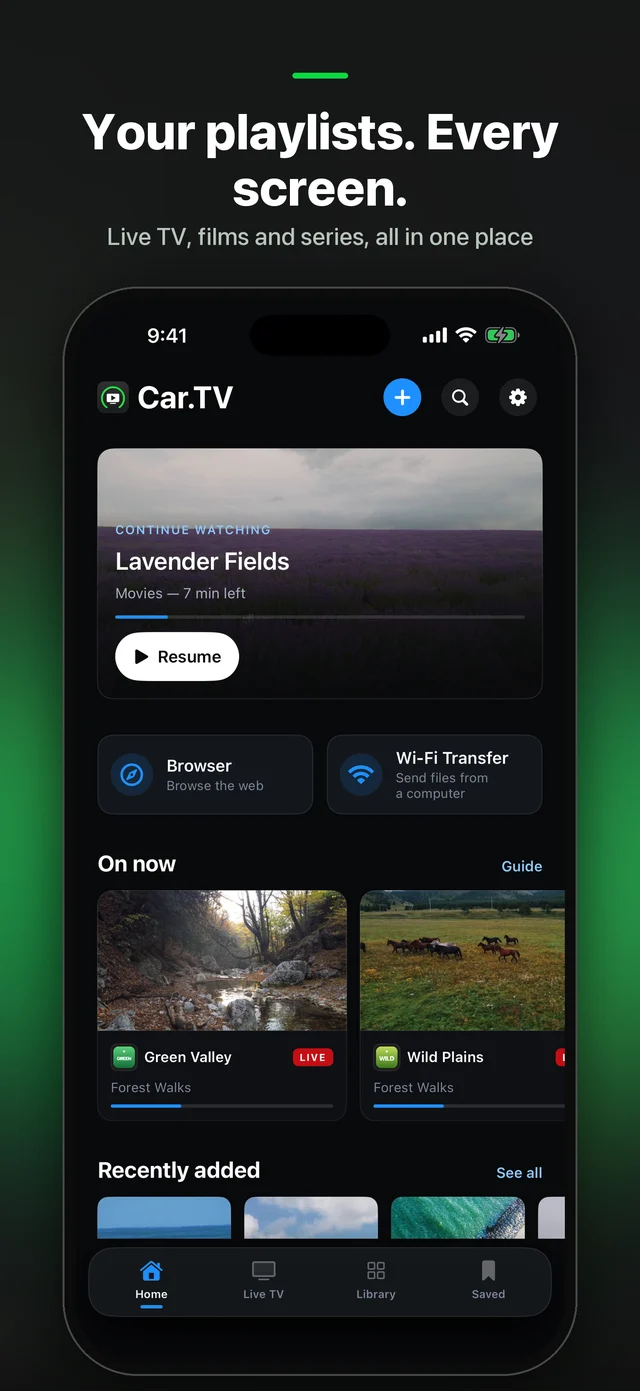 Your playlists. Every
screen.
Live TV, films and series, all in one place
9:41
Car.TV
CONTINUE WATCHING
Lavender Fields
Movies — 7 min left
Resume
Browser
Browse the web
Wi-Fi Transfer
Send files from
a computer
On now
Guide
GREEN
Green Valley
LIVE
Forest Walks
WILD
Wild Plains
Forest Walks
Recently added
See all
Home
Live TV
Library
Saved